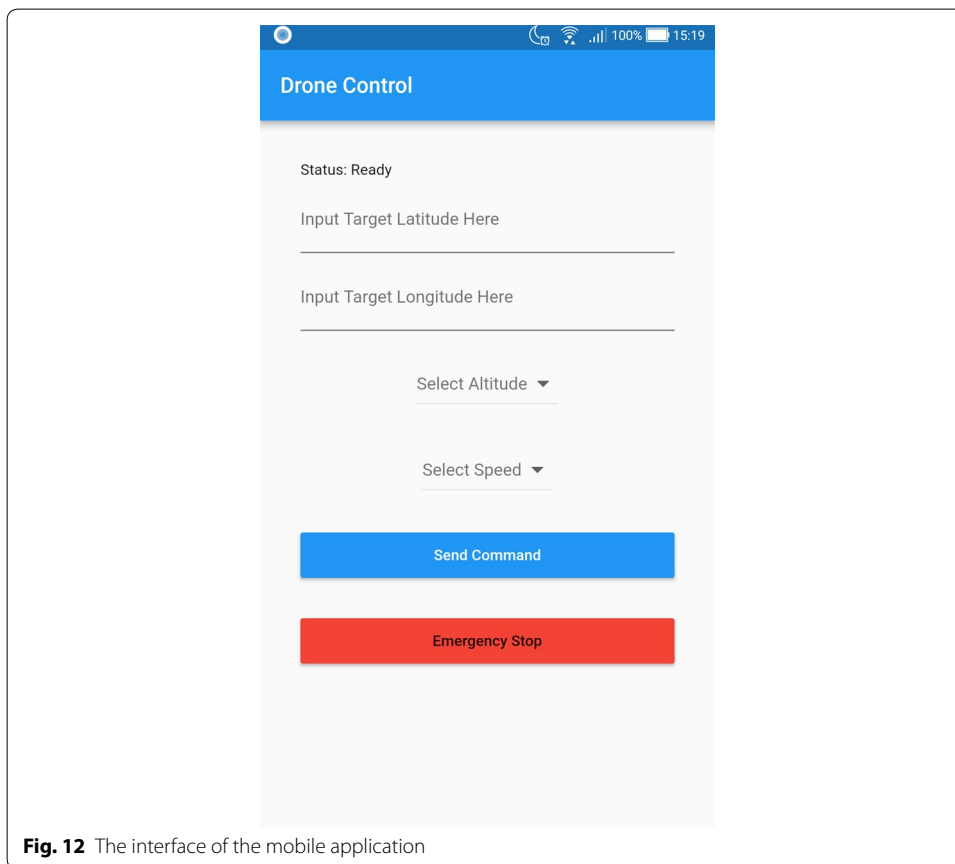 100% 15:19
Drone Control
Status: Ready
Input Target Latitude Here
Input Target Longitude Here
Select Altitude
Select Speed
Send Command
Emergency Stop
Fig. 12 The interface of the mobile application